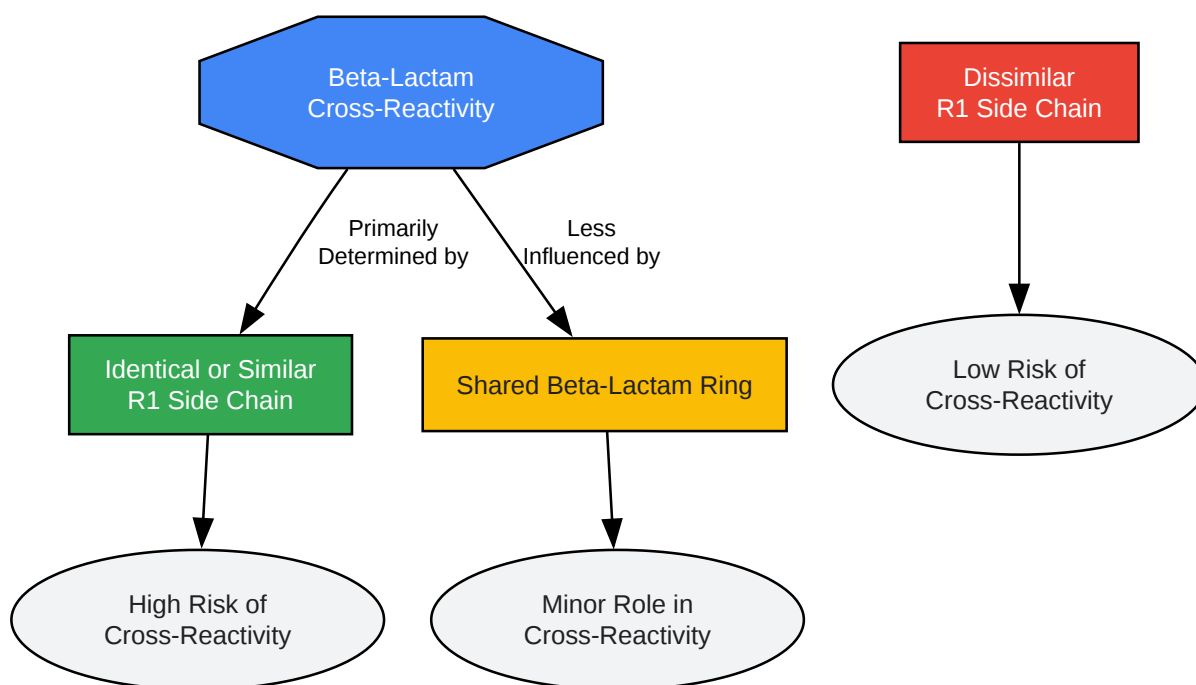 Beta-Lactam
Cross-Reactivity
Dissimilar
R1 Side Chain
Primarily
Determined by
Less
Influenced by
Identical or Similar
R1 Side Chain
Shared Beta-Lactam Ring
Low Risk of
Cross-Reactivity
High Risk of
Cross-Reactivity
Minor Role in
Cross-Reactivity